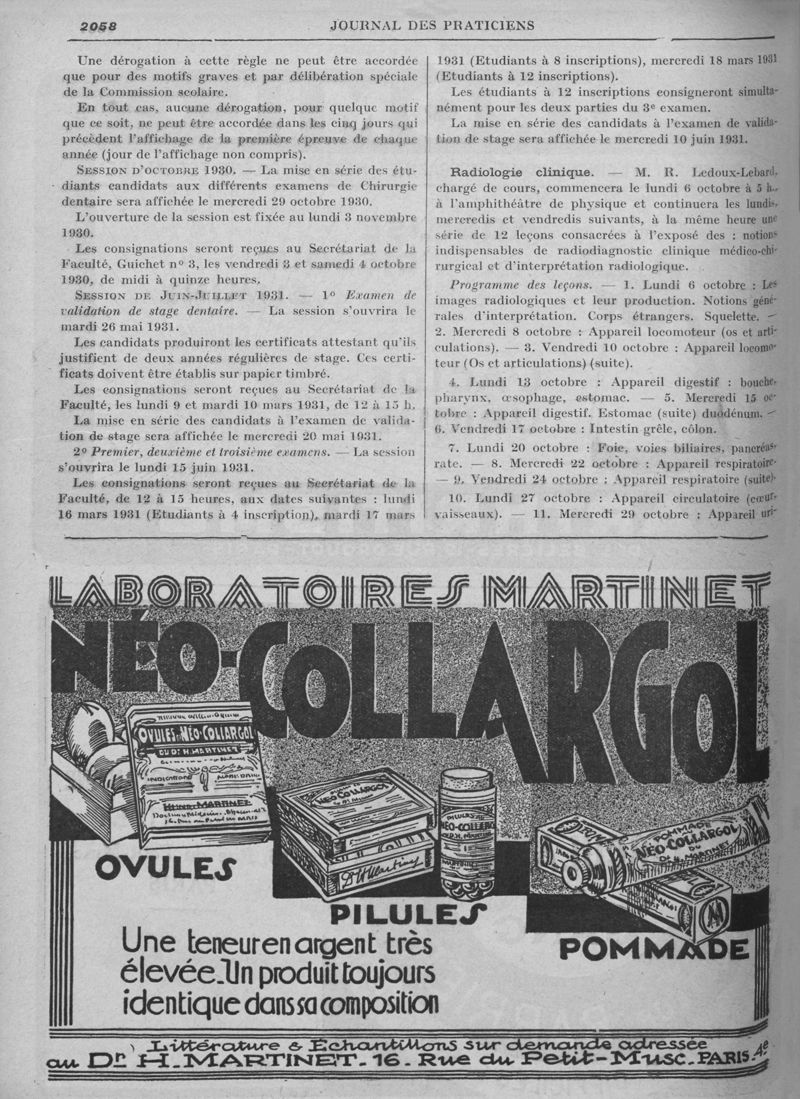 2058
JOURNAL DES PRATICIENS
Une dérogation à cette règle ne peut être accordée
que pour des motifs graves et par délibération spéciale
de la Commission scolaire.
En tout cas, aucune dérogation, pour quelque motif
que ce soit, ne peut être accordée dans les cinq jours qui
précèdent l'affichage de la première épreuve de chaque
année (jour de l'affichage non compris).
SESSION D'OCTOBRE 1930. — La mise en série des étu-
diants candidats aux différents examens de Chirurgie
dentaire sera affichée le mercredi 29 octobre 1930.
L'ouverture de la session est fixée au lundi 3 novembre
1930.
Les consignations seront reçues au Secrétariat de la
Faculté, Guichet n° 3, les vendredi 3 et samedi 4 octobre
1930, de midi à quinze heures.
SESSION DE JUIN-JUILLET 1931. — 1° Examen de
validation de stage dentaire. — La session s'ouvrira le
mardi 26 mai 1931.
Les candidats produiront les certificats attestant qu'ils
justifient de deux années régulières de stage. Ces certi-
ficats doivent être établis sur papier timbré.
Les consignations seront reçues au Secrétariat de la
Faculté, les lundi 9 et mardi 10 mars 1931, de 12 à 15 h.
La mise en série des candidats à l'examen de valida-
tion de stage sera affichée le mercredi 20 mai 1931.
2° Premier, deuxième et troisième examens. — La session
s'ouvrira le lundi 15 juin 1931.
Les consignations seront reçues au Secrétariat de la
Faculté, de 12 à 15 heures, aux dates suivantes : lundi
16 mars 1931 (Etudiants à 4 inscription), mardi 17 mars
1931 (Etudiants à 8 inscriptions), mercredi 18 mars 1931
(Etudiants à 12 inscriptions).
Les étudiants à 12 inscriptions consigneront simulta-
nément pour les deux parties du 3e examen.
La mise en série des candidats à l'examen de valida-
tion de stage sera affichée le mercredi 10 juin 1931.
Radiologie clinique. — M. R. Ledoux-Lebard,
chargé de cours, commencera le lundi 6 octobre à 5 h.,
à l'amphithéâtre de physique et continuera les lundis,
mercredis et vendredis suivants, à la même heure une
série de 12 leçons consacrées à l'exposé des : notions
indispensables de radiodiagnostic clinique médico-chi-
rurgical et d'interprétation radiologique.
Programme des leçons. — 1. Lundi 6 octobre : Les
images radiologiques et leur production. Notions géné-
rales d'interprétation. Corps étrangers. Squelette. —
2. Mercredi 8 octobre : Appareil locomoteur (os et arti-
culations). — 3. Vendredi 10 octobre : Appareil locomo-
teur (Os et articulations) (suite).
4. Lundi 13 octobre : Appareil digestif : bouche,
pharynx, œsophage, estomac. — 5. Mercredi 15 oc-
tobre : Appareil digestif. Estomac (suite) duodénum. —
6. Vendredi 17 octobre : Intestin grêle, côlon.
7. Lundi 20 octobre : Foie, voies biliaires, pancréas,
rate. — 8. Mercredi 22 octobre : Appareil respiratoire.
— 9. Vendredi 24 octobre : Appareil respiratoire (suite).
10. Lundi 27 octobre : Appareil circulatoire (cœur,
vaisseaux). — 11. Mercredi 29 octobre : Appareil uri-
LABORATOIRES MARTINET
NÉO-COLLARGOL
OVULES AU NÉO-COLLARGOL
DU Dr H. MARTINET
INDICATIONS
HENRI MARTINET
NÉO-COLLARGOL
Dr H Martinet
PILULES
NÉO-COLLARGOL
POMMADE
NÉO-COLLARGOL
DU
Dr H. MARTINET
OVULES
PILULES
POMMADE
Une teneur en argent très
élevée. Un produit toujours
identique dans sa composition
Littérature & Échantillons sur demande adressée
au Dr H. MARTINET. 16. Rue du Petit-Musc. PARIS. 4e